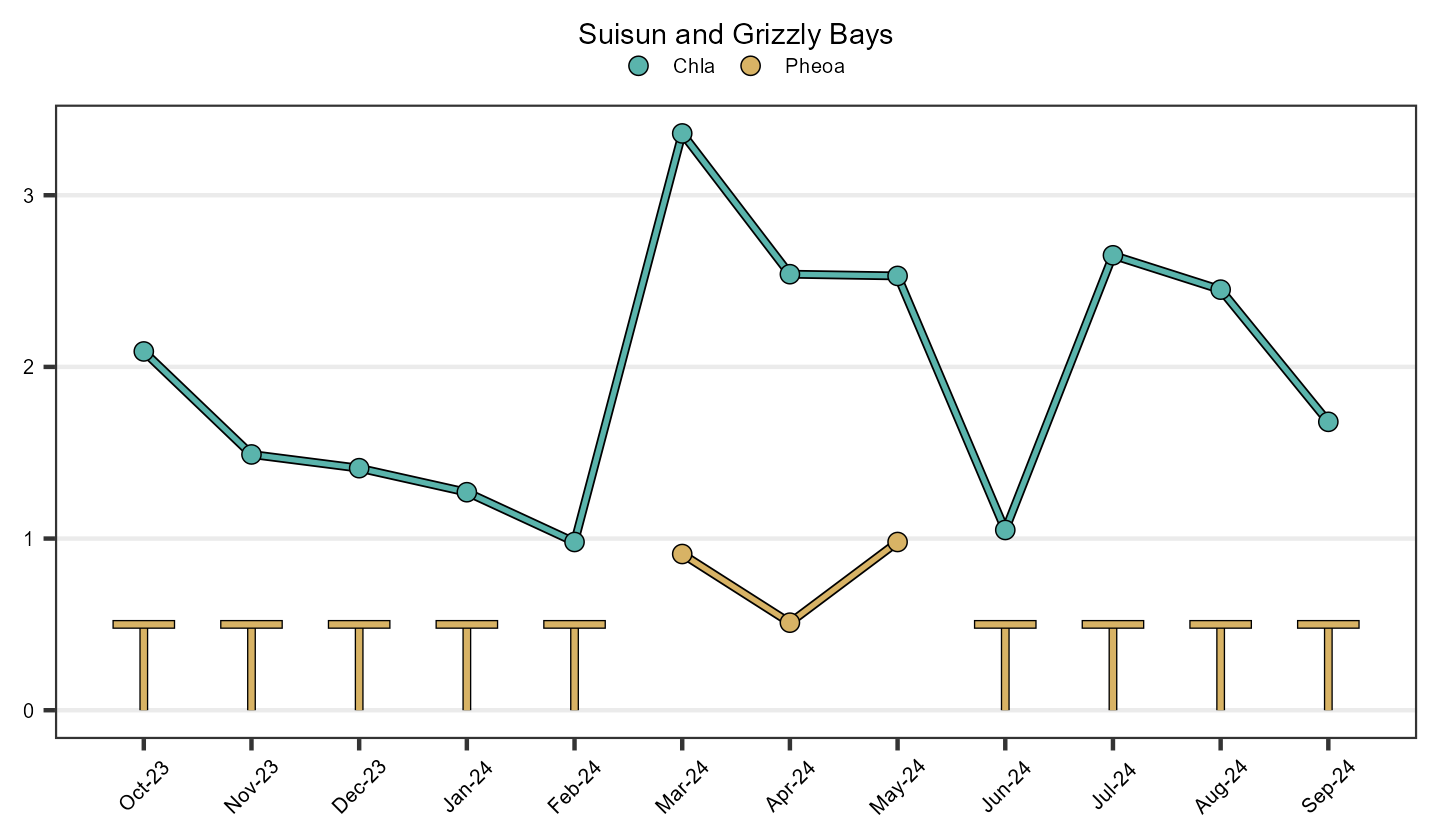 Suisun and Grizzly Bays
Chla Pheoa
3
2
1
0
Oct-23 Nov-23 Dec-23 Jan-24 Feb-24 Mar-24 Apr-24 May-24 Jun-24 Jul-24 Aug-24 Sep-24